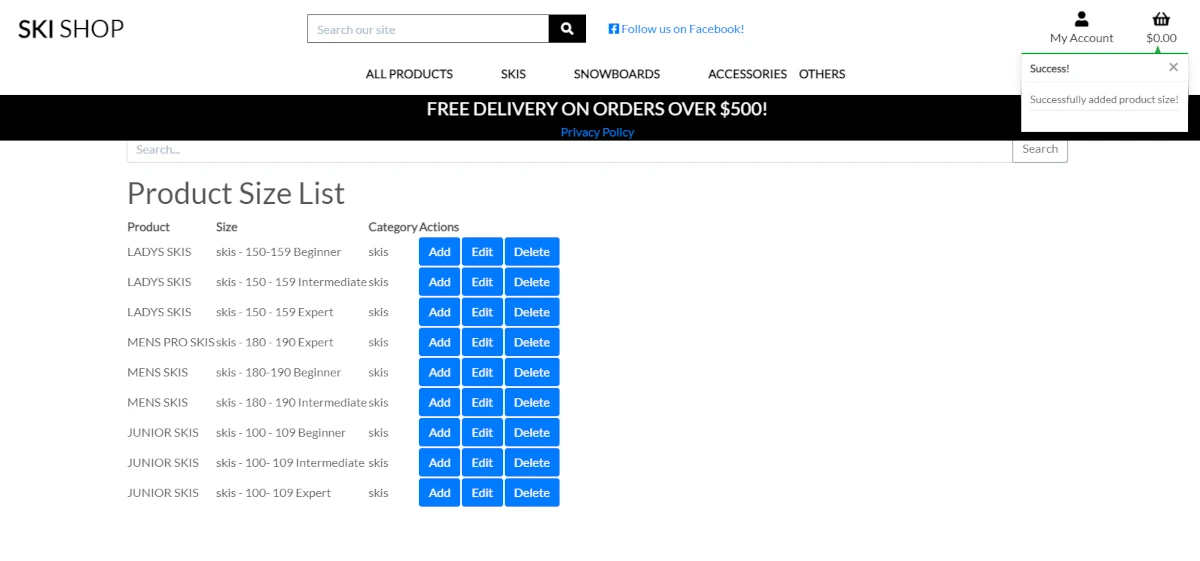 SKI SHOP
Search our site
Follow us on Facebook!
My Account
$0.00
ALL PRODUCTS SKIS SNOWBOARDS ACCESSORIES OTHERS
Success! ×
Successfully added product size!
FREE DELIVERY ON ORDERS OVER $500!
Privacy Policy
Search... Search
Product Size List
Product Size Category Actions
LADYS SKIS skis - 150-159 Beginner skis Add Edit Delete
LADYS SKIS skis - 150 - 159 Intermediate skis Add Edit Delete
LADYS SKIS skis - 150 - 159 Expert skis Add Edit Delete
MENS PRO SKIS skis - 180 - 190 Expert skis Add Edit Delete
MENS SKIS skis - 180-190 Beginner skis Add Edit Delete
MENS SKIS skis - 180 - 190 Intermediate skis Add Edit Delete
JUNIOR SKIS skis - 100 - 109 Beginner skis Add Edit Delete
JUNIOR SKIS skis - 100- 109 Intermediate skis Add Edit Delete
JUNIOR SKIS skis - 100- 109 Expert skis Add Edit Delete